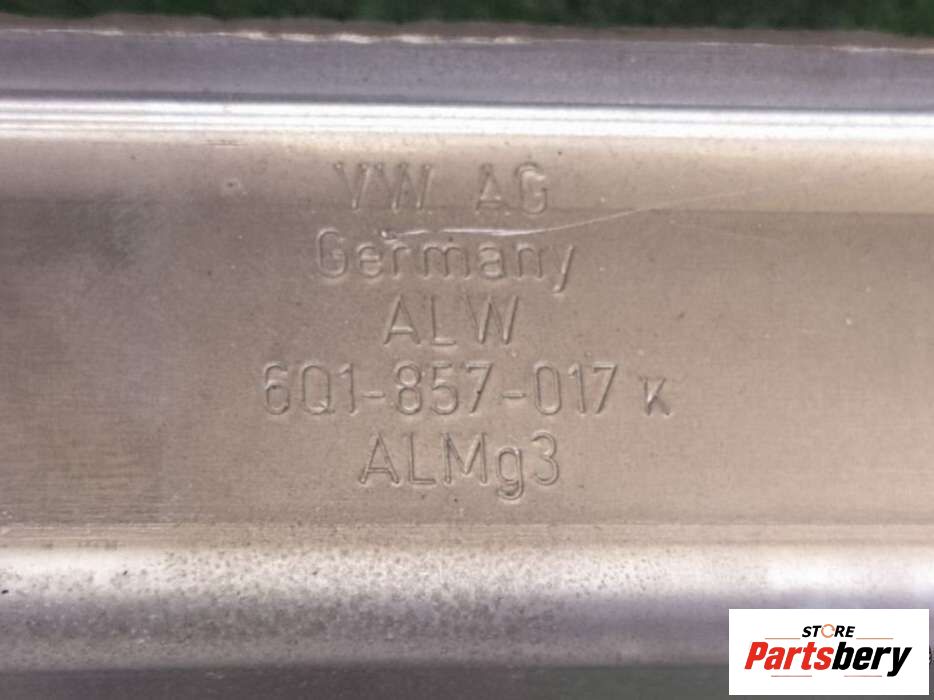 VW AG
Germany
ALW
6Q1-857-017 K
ALMg3
STORE
Partsbery